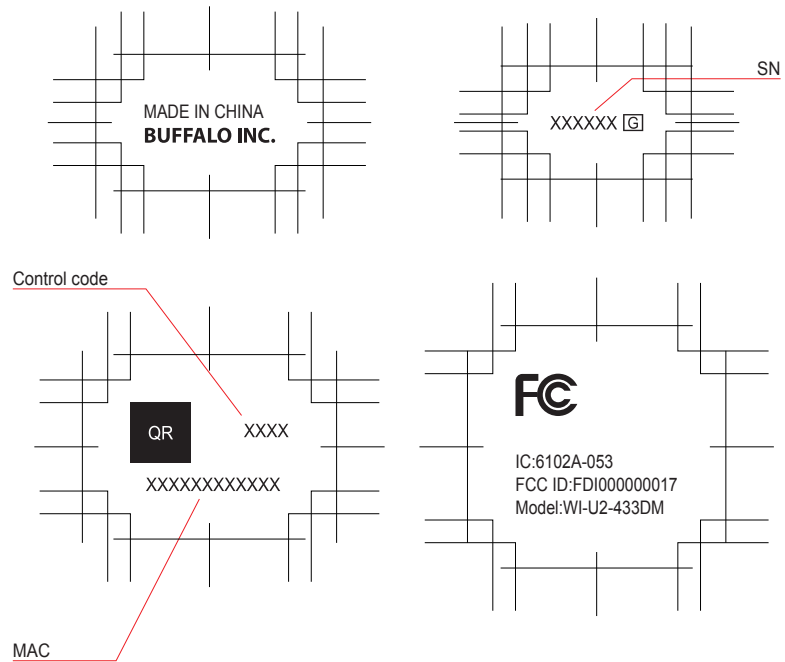 MADE IN CHINA
BUFFALO INC.
SN
XXXXXX G
Control code
QR
XXXX
XXXXXXXXXXXX
MAC
FC
IC:6102A-053
FCC ID:FDI000000017
Model:WI-U2-433DM